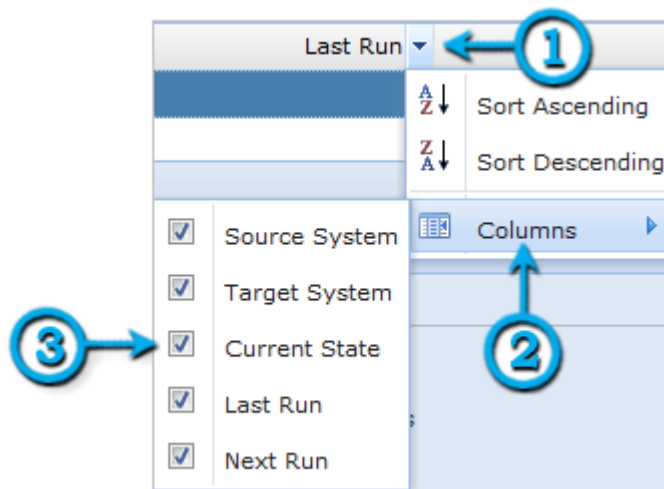 Last Run
1
A
Z
Sort Ascending
Z
A
Sort Descending
Source System
Columns
Target System
3
Current State
2
Last Run
s
Next Run